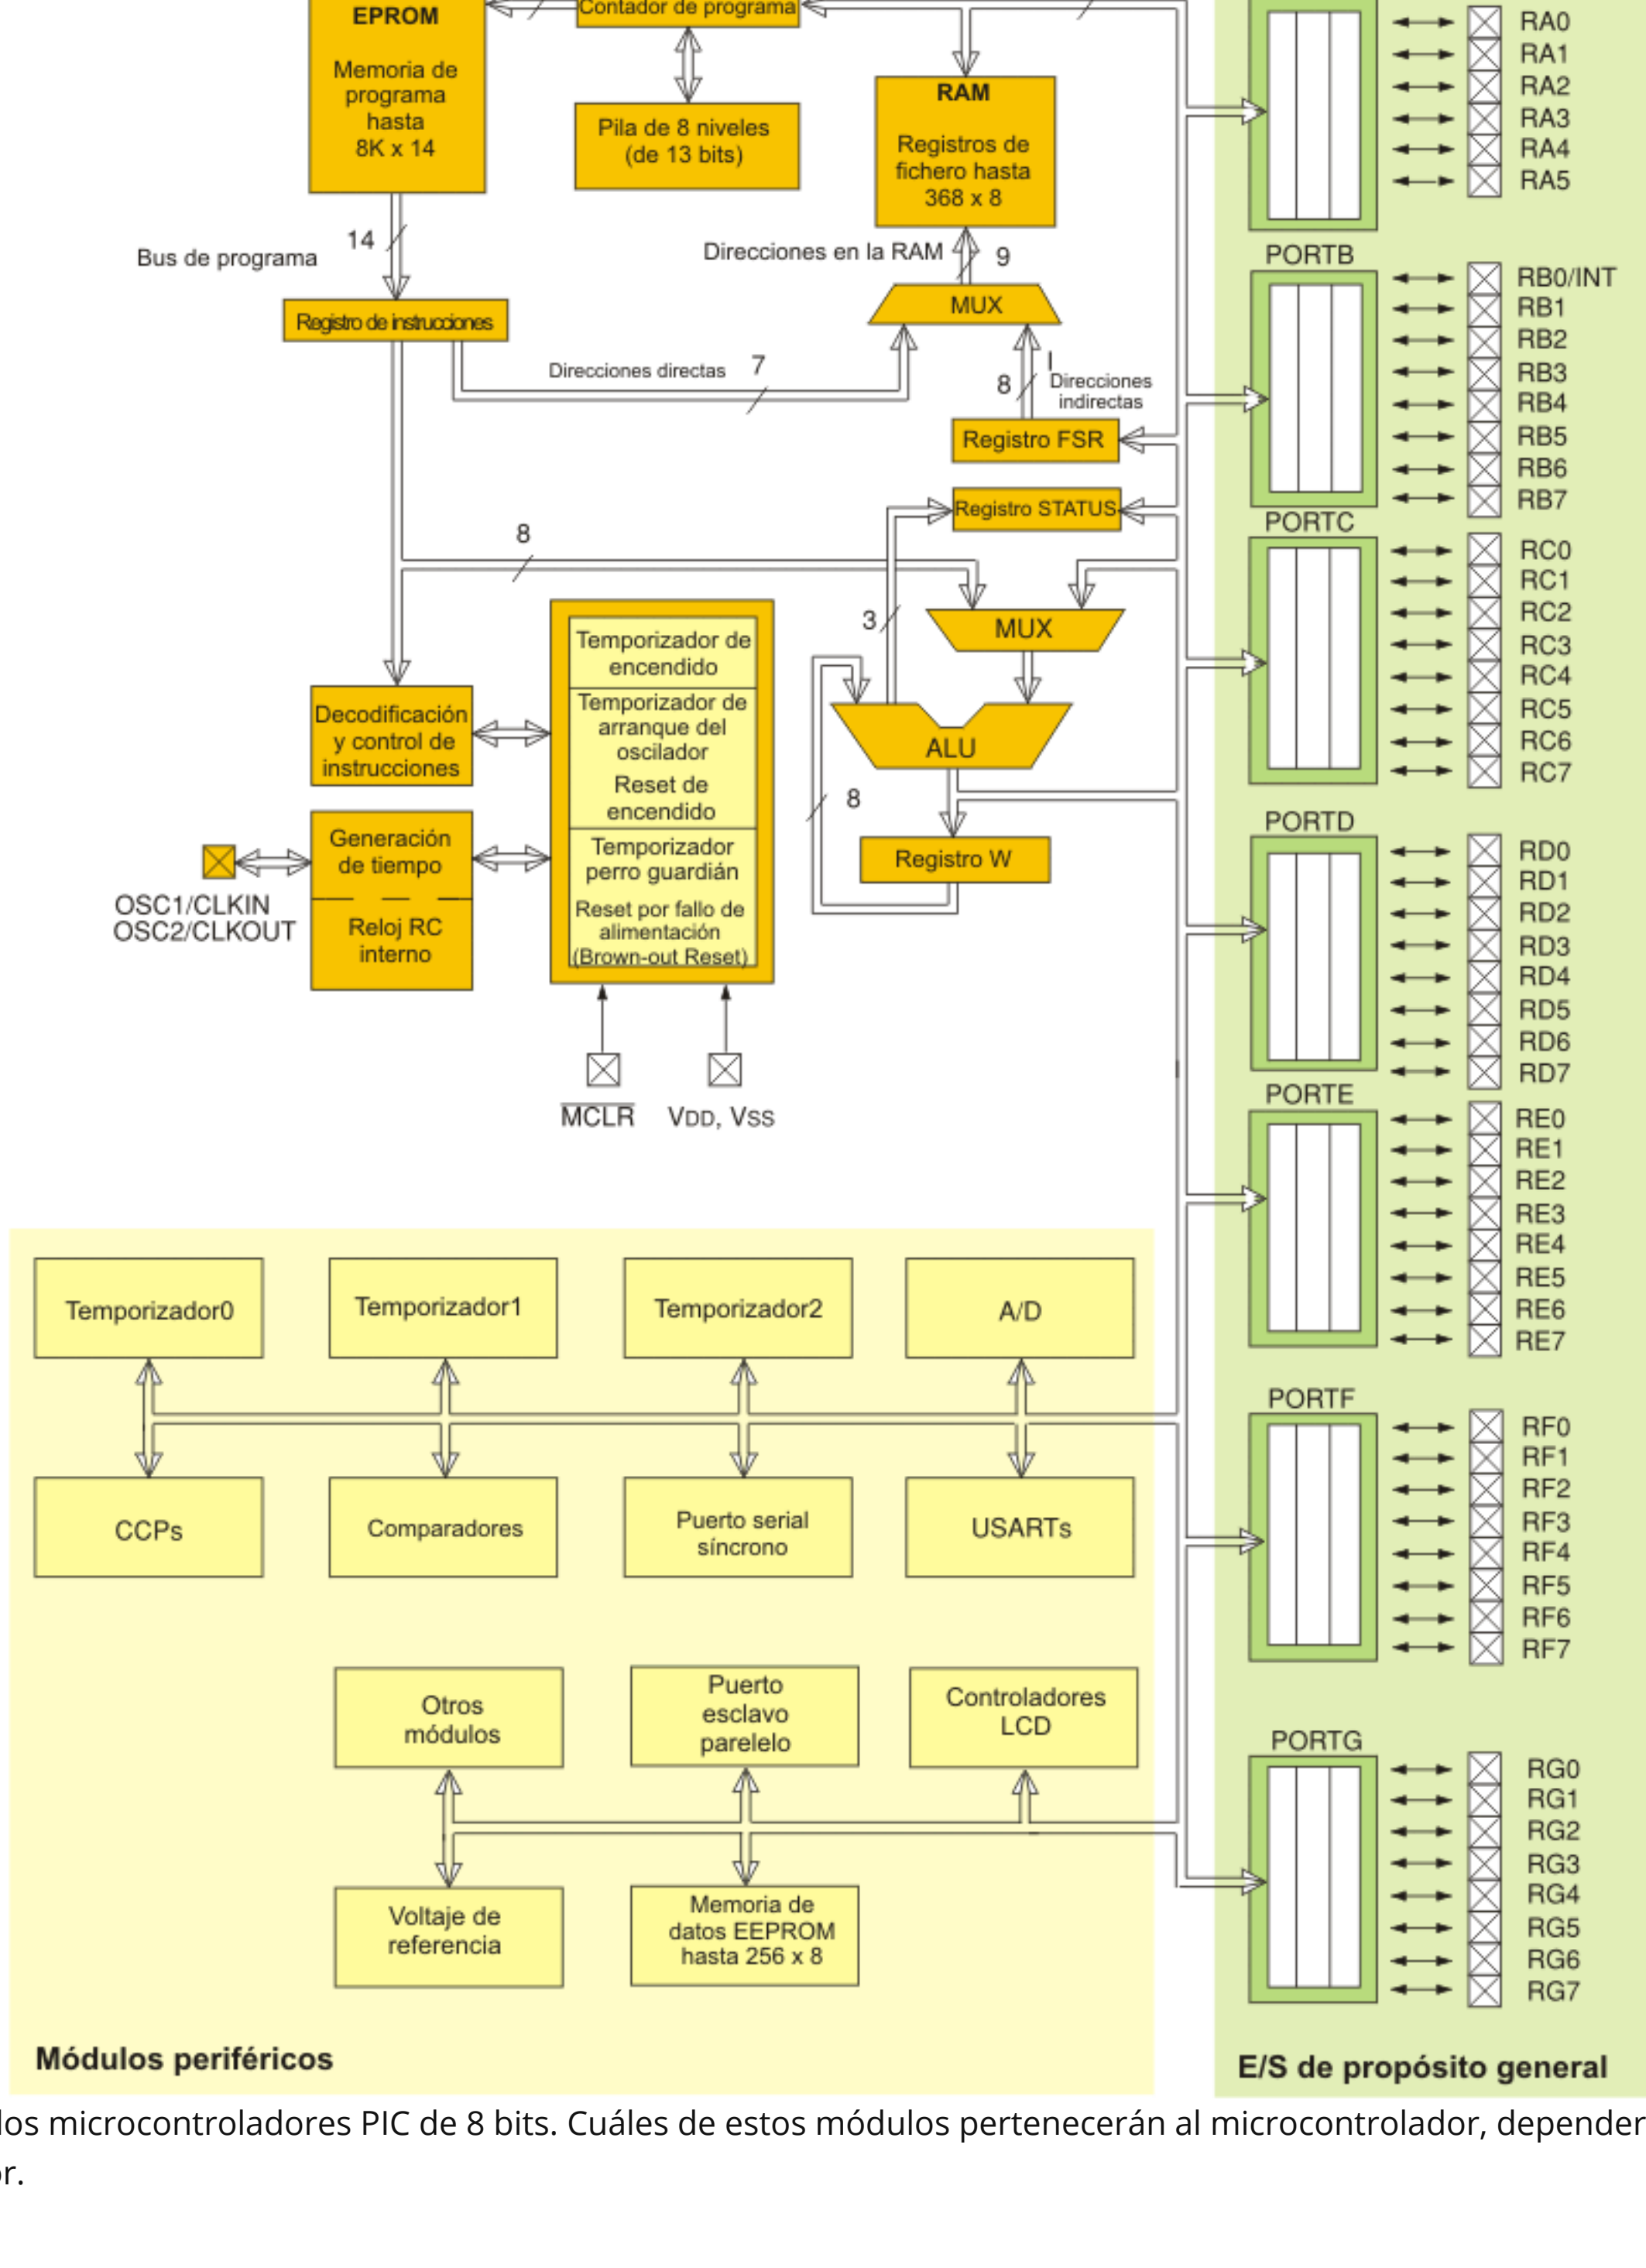 EPROM
Memoria de
programa
hasta
8K x 14
Contador de programa
Pila de 8 niveles
(de 13 bits)
RAM
Registros de
fichero hasta
368 x 8
14
Bus de programa
Direcciones en la RAM
9
MUX
Registro de instrucciones
Direcciones directas
7
8
Direcciones
indirectas
Registro FSR
Registro STATUS
8
3
MUX
ALU
8
Registro W
Decodificación
y control de
instrucciones
Generación
de tiempo
Reloj RC
interno
OSC1/CLKIN
OSC2/CLKOUT
Temporizador de
encendido
Temporizador de
arranque del
oscilador
Reset de
encendido
Temporizador
perro guardián
Reset por fallo de
alimentación
(Brown-out Reset)
MCLR
VDD, VSS
RA0
RA1
RA2
RA3
RA4
RA5
PORTB
RB0/INT
RB1
RB2
RB3
RB4
RB5
RB6
RB7
PORTC
RC0
RC1
RC2
RC3
RC4
RC5
RC6
RC7
PORTD
RD0
RD1
RD2
RD3
RD4
RD5
RD6
RD7
PORTE
RE0
RE1
RE2
RE3
RE4
RE5
RE6
RE7
PORTF
RF0
RF1
RF2
RF3
RF4
RF5
RF6
RF7
PORTG
RG0
RG1
RG2
RG3
RG4
RG5
RG6
RG7
E/S de propósito general
Temporizador0
Temporizador1
Temporizador2
A/D
CCPs
Comparadores
Puerto serial
síncrono
USARTs
Otros
módulos
Puerto
esclavo
parelelo
Controladores
LCD
Voltaje de
referencia
Memoria de
datos EEPROM
hasta 256 x 8
Módulos periféricos
los microcontroladores PIC de 8 bits. Cuáles de estos módulos pertenecerán al microcontrolador, depender
or.